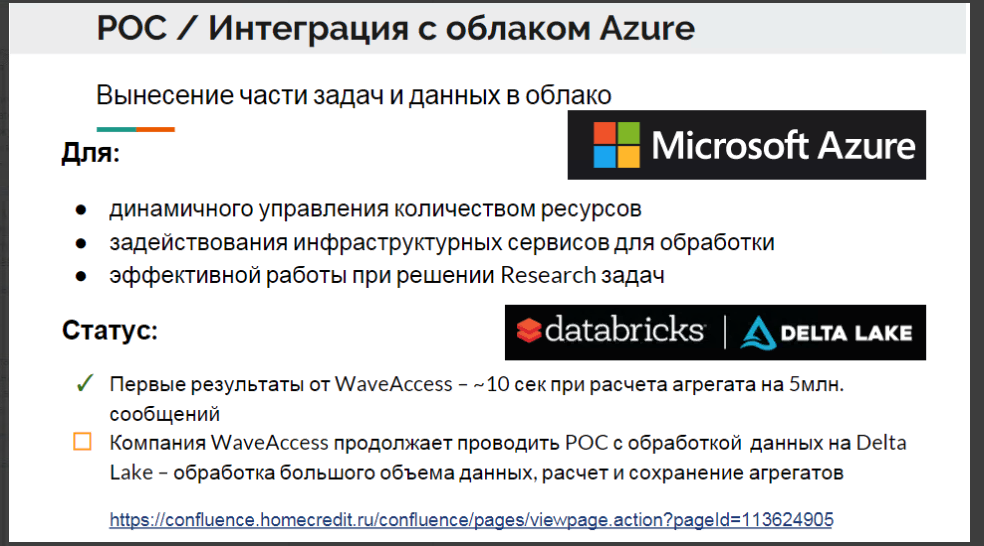 POC / Интеграция с облаком Azure
Вынесение части задач и данных в облако
Microsoft Azure
Для:
● динамичного управления количеством ресурсов
● задействования инфраструктурных сервисов для обработки
● эффективной работы при решении Research задач
Статус:
databricks | DELTA LAKE
✓ Первые результаты от WaveAccess – ~10 сек при расчета агрегата на 5млн.
сообщений
☐ Компания WaveAccess продолжает проводить POC с обработкой данных на Delta
Lake – обработка большого объема данных, расчет и сохранение агрегатов
https://confluence.homecredit.ru/confluence/pages/viewpage.action?pageId=113624905